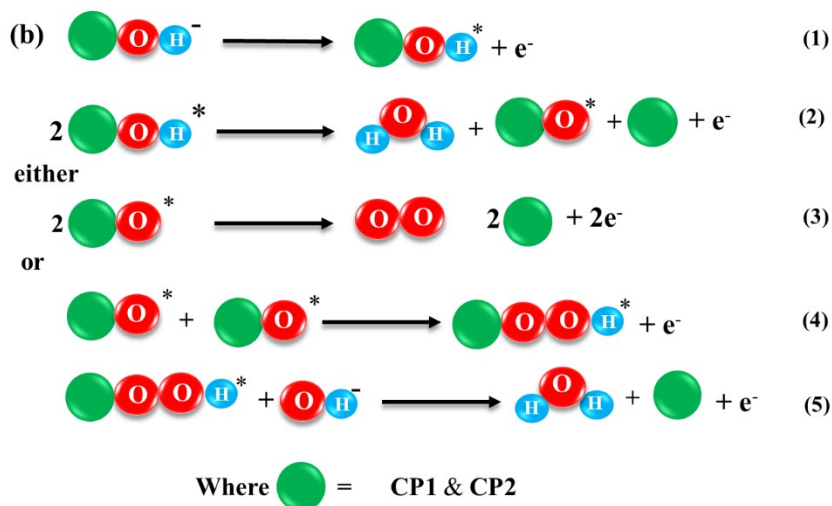 (b) O H - O H * + e- (1)
2 O H * H O H + O * + + e- (2)
either
2 O * O O 2 + 2e- (3)
or
O * + O * O O H * + e- (4)
O O H * + O H - H O H + + e- (5)
Where = CP1 & CP2